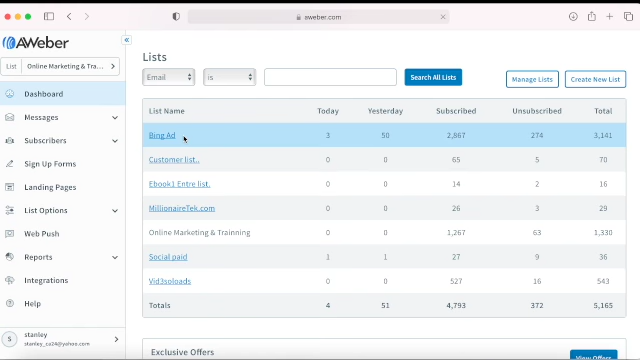 aweber.com
AWeber
List Online Marketing & Tra...
Dashboard
Messages
Subscribers
Sign Up Forms
Landing Pages
List Options
Web Push
Reports
Integrations
Help
S stanley
stanley_ca24@yahoo.com
Lists
Email is Search All Lists Manage Lists Create New List
List Name Today Yesterday Subscribed Unsubscribed Total
Bing Ad 3 50 2,867 274 3,141
Customer list.. 0 0 65 5 70
Ebook1 Entre list. 0 0 14 2 16
MillionaireTek.com 0 0 26 3 29
Online Marketing & Trainning 0 0 1,267 63 1,330
Social paid 1 1 27 9 36
Vid3soloads 0 0 527 16 543
Totals 4 51 4,793 372 5,165
Exclusive Offers
View Offers